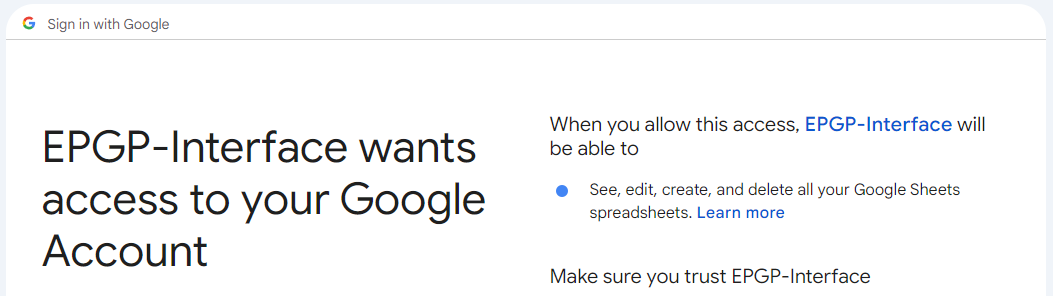 Sign in with Google
EPGP-Interface wants
access to your Google
Account
When you allow this access, EPGP-Interface will
be able to
See, edit, create, and delete all your Google Sheets
spreadsheets. Learn more
Make sure you trust EPGP-Interface